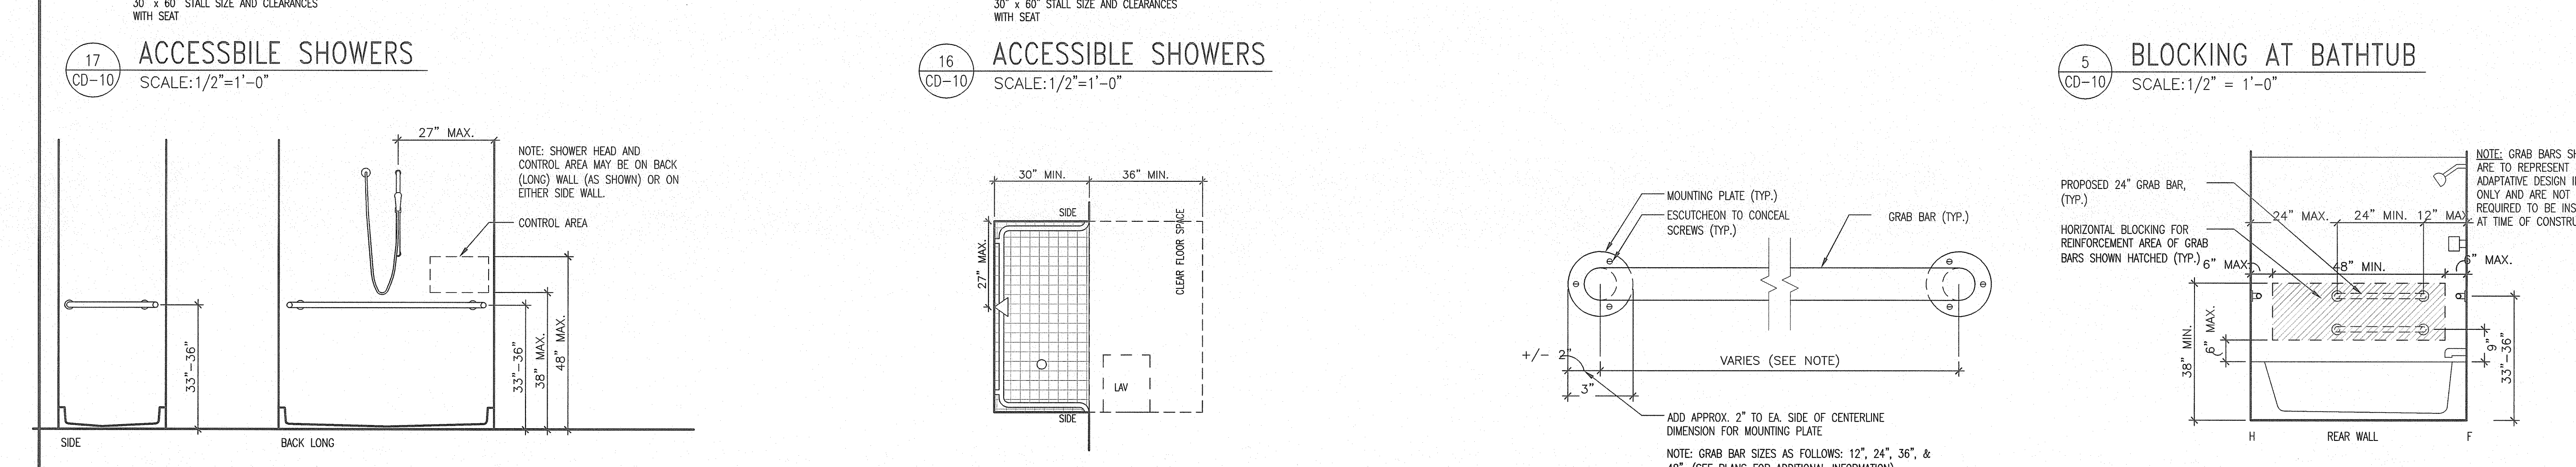 30" x 60" STALL SIZE AND CLEARANCES
WITH SEAT
17
CD-10
ACCESSBILE SHOWERS
SCALE:1/2"=1'-0"
27" MAX.
NOTE: SHOWER HEAD AND
CONTROL AREA MAY BE ON BACK
(LONG) WALL (AS SHOWN) OR ON
EITHER SIDE WALL.
CONTROL AREA
33"-36"
33"-36"
38" MAX.
48" MAX.
SIDE
BACK LONG
30" x 60" STALL SIZE AND CLEARANCES
WITH SEAT
16
CD-10
ACCESSIBLE SHOWERS
SCALE:1/2"=1'-0"
30" MIN.
36" MIN.
SIDE
27" MAX.
CLEAR FLOOR SPACE
LAV
SIDE
MOUNTING PLATE (TYP.)
ESCUTCHEON TO CONCEAL
SCREWS (TYP.)
GRAB BAR (TYP.)
+/- 2"
VARIES (SEE NOTE)
3"
ADD APPROX. 2" TO EA. SIDE OF CENTERLINE
DIMENSION FOR MOUNTING PLATE
NOTE: GRAB BAR SIZES AS FOLLOWS: 12", 24", 36", &
48". (SEE PLANS FOR ADDITIONAL INFORMATION)
5
CD-10
BLOCKING AT BATHTUB
SCALE:1/2" = 1'-0"
PROPOSED 24" GRAB BAR,
(TYP.)
HORIZONTAL BLOCKING FOR
REINFORCEMENT AREA OF GRAB
BARS SHOWN HATCHED (TYP.)
NOTE: GRAB BARS
ARE TO REPRESENT
ADAPTATIVE DESIGN
ONLY AND ARE NOT
REQUIRED TO BE
AT TIME OF
24" MAX.
24" MIN.
12" MAX
6" MAX
48" MIN.
6" MAX.
38" MIN.
6" MAX.
9"
33"-36"
H
REAR WALL
F